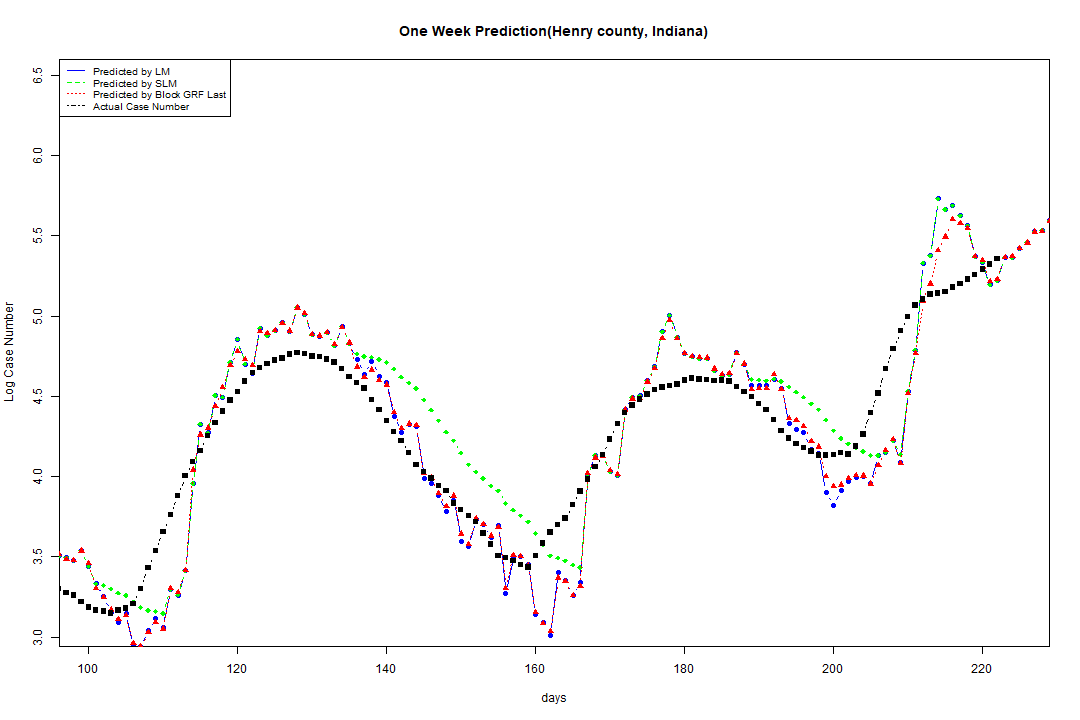 One Week Prediction(Henry county, Indiana)
Predicted by LM
Predicted by SLM
Predicted by Block GRF Last
Actual Case Number
6.5
6.0
5.5
5.0
4.5
4.0
3.5
3.0
Log Case Number
100 120 140 160 180 200 220
days